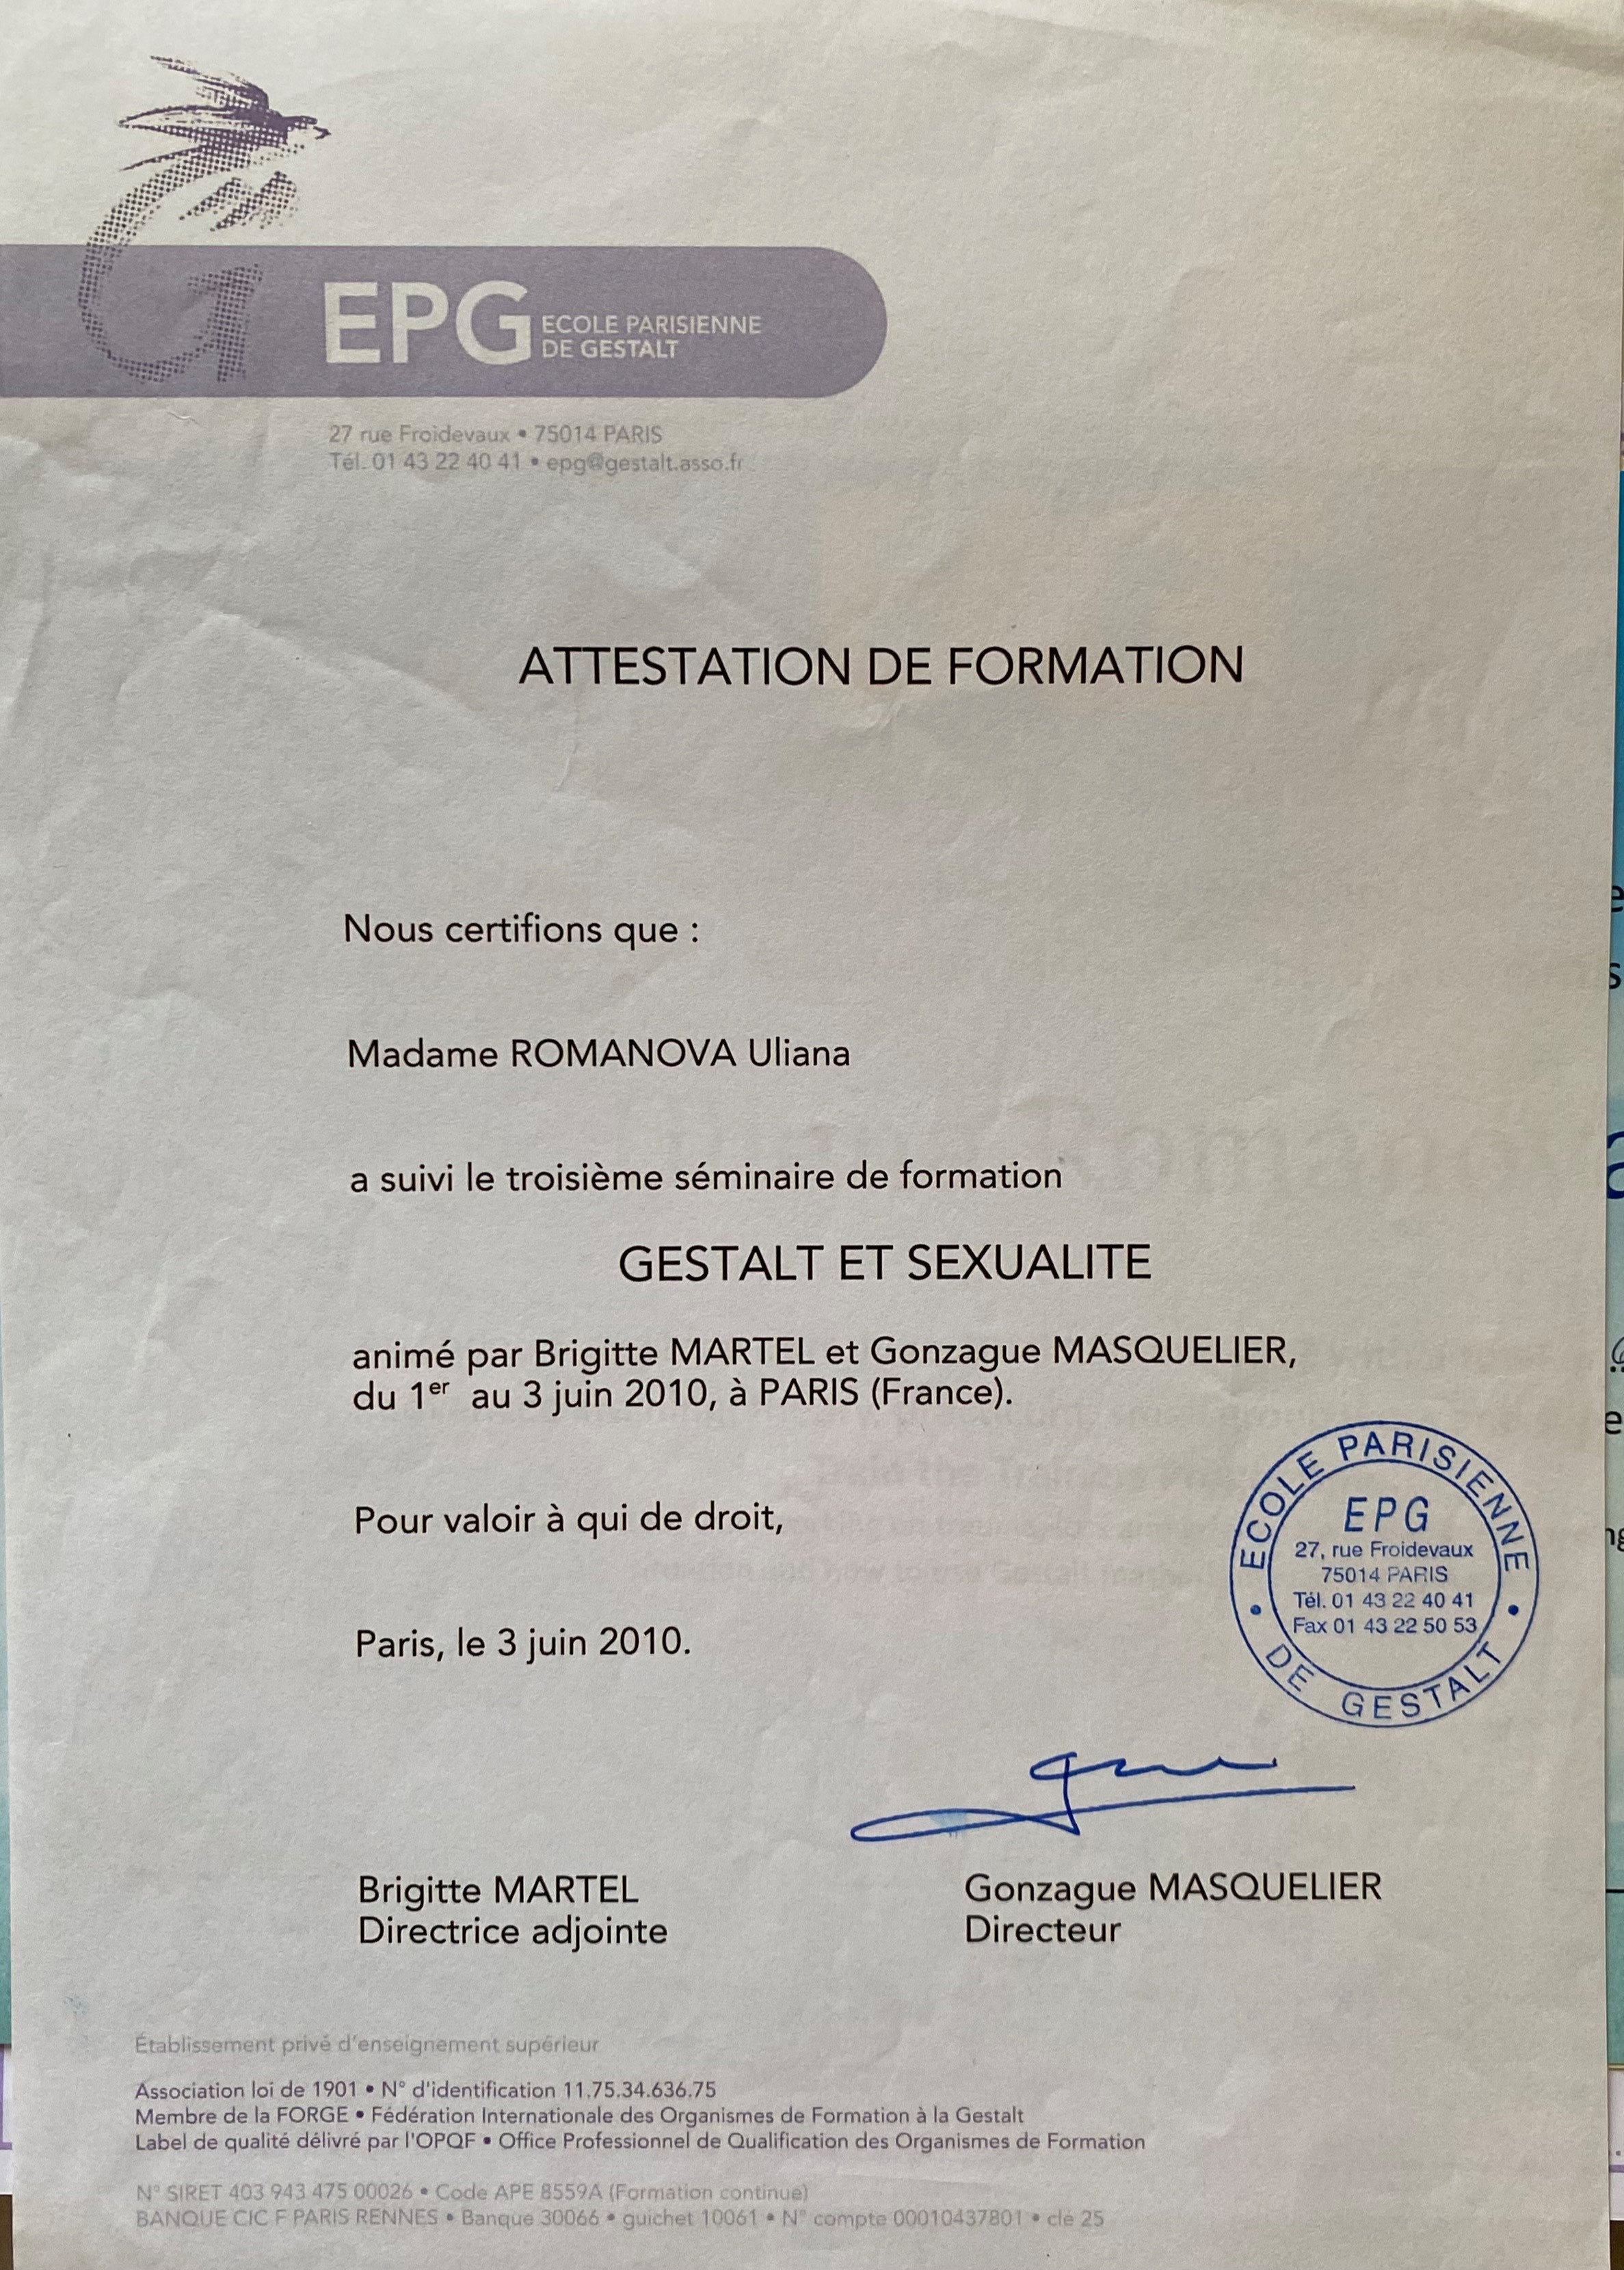 EPG ECOLE PARISIENNE
DE GESTALT
27 rue Froidevaux • 75014 PARIS
Tél. 01 43 22 40 41 • epg@gestalt.asso.fr
ATTESTATION DE FORMATION
Nous certifions que :
Madame ROMANOVA Uliana
a suivi le troisième séminaire de formation
GESTALT ET SEXUALITE
animé par Brigitte MARTEL et Gonzague MASQUELIER,
du 1er au 3 juin 2010, à PARIS (France).
Pour valoir à qui de droit,
Paris, le 3 juin 2010.
ECOLE PARISIENNE
EPG
27, rue Froidevaux
75014 PARIS
Tél. 01 43 22 40 41
Fax 01 43 22 50 53
• DE GESTALT •
Brigitte MARTEL
Directrice adjointe
Gonzague MASQUELIER
Directeur
Établissement privé d'enseignement supérieur
Association loi de 1901 • N° d'identification 11.75.34.636.75
Membre de la FORGE • Fédération Internationale des Organismes de Formation à la Gestalt
Label de qualité délivré par l'OPQF • Office Professionnel de Qualification des Organismes de Formation
N° SIRET 403 943 475 00026 • Code APE 8559A (Formation continue)
BANQUE CIC F PARIS RENNES • Banque 30066 • guichet 10061 • N° compte 00010437801 • clé 25